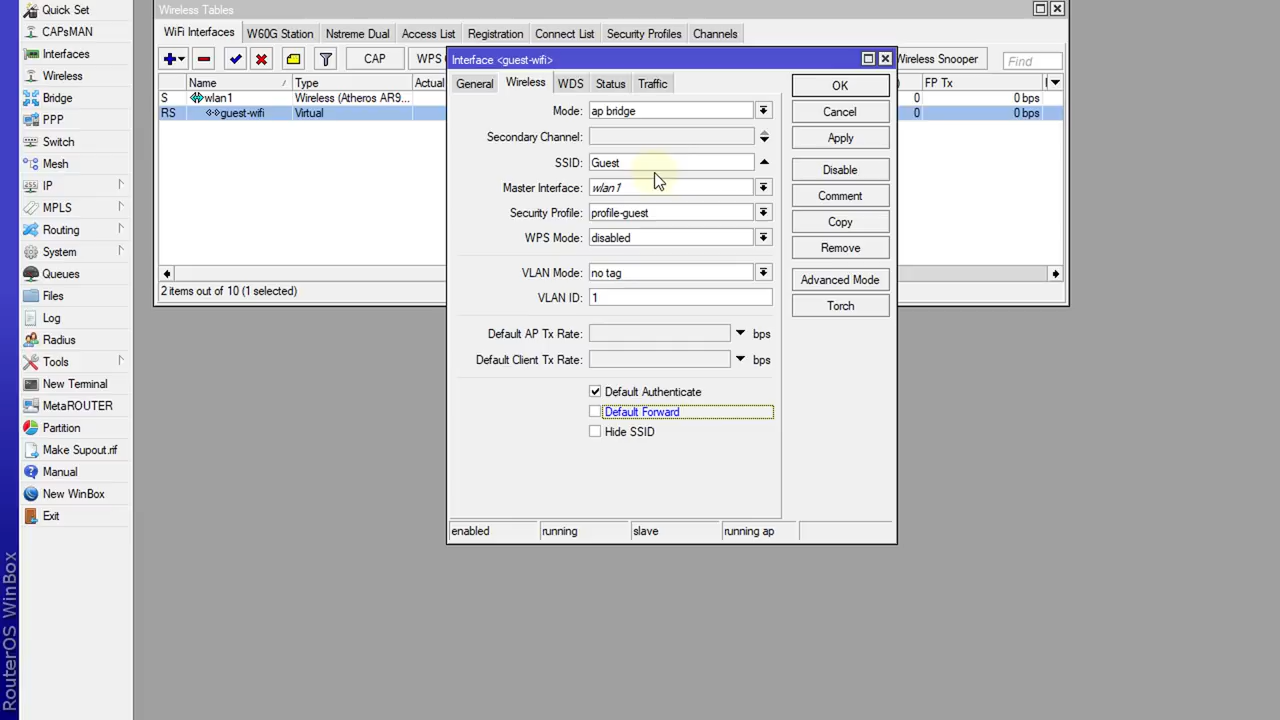 Quick Set
CAPsMAN
Interfaces
Wireless
Bridge
PPP
Switch
Mesh
IP
MPLS
Routing
System
Queues
Files
Log
Radius
Tools
New Terminal
MetaROUTER
Partition
Make Supout.rif
Manual
New WinBox
Exit
RouterOS WinBox
Wireless Tables
WiFi Interfaces W60G Station Nstreme Dual Access List Registration Connect List Security Profiles Channels
CAP WPS Wireless Snooper Find
Name / Type Actual FP Tx
S wlan1 Wireless (Atheros AR9... 0 0 bps
RS guest-wifi Virtual 0 0 bps
2 items out of 10 (1 selected)
Interface <guest-wifi>
General Wireless WDS Status Traffic
Mode: ap bridge
Secondary Channel:
SSID: Guest
Master Interface: wlan1
Security Profile: profile-guest
WPS Mode: disabled
VLAN Mode: no tag
VLAN ID: 1
Default AP Tx Rate: bps
Default Client Tx Rate: bps
Default Authenticate
Default Forward
Hide SSID
OK
Cancel
Apply
Disable
Comment
Copy
Remove
Advanced Mode
Torch
enabled running slave running ap